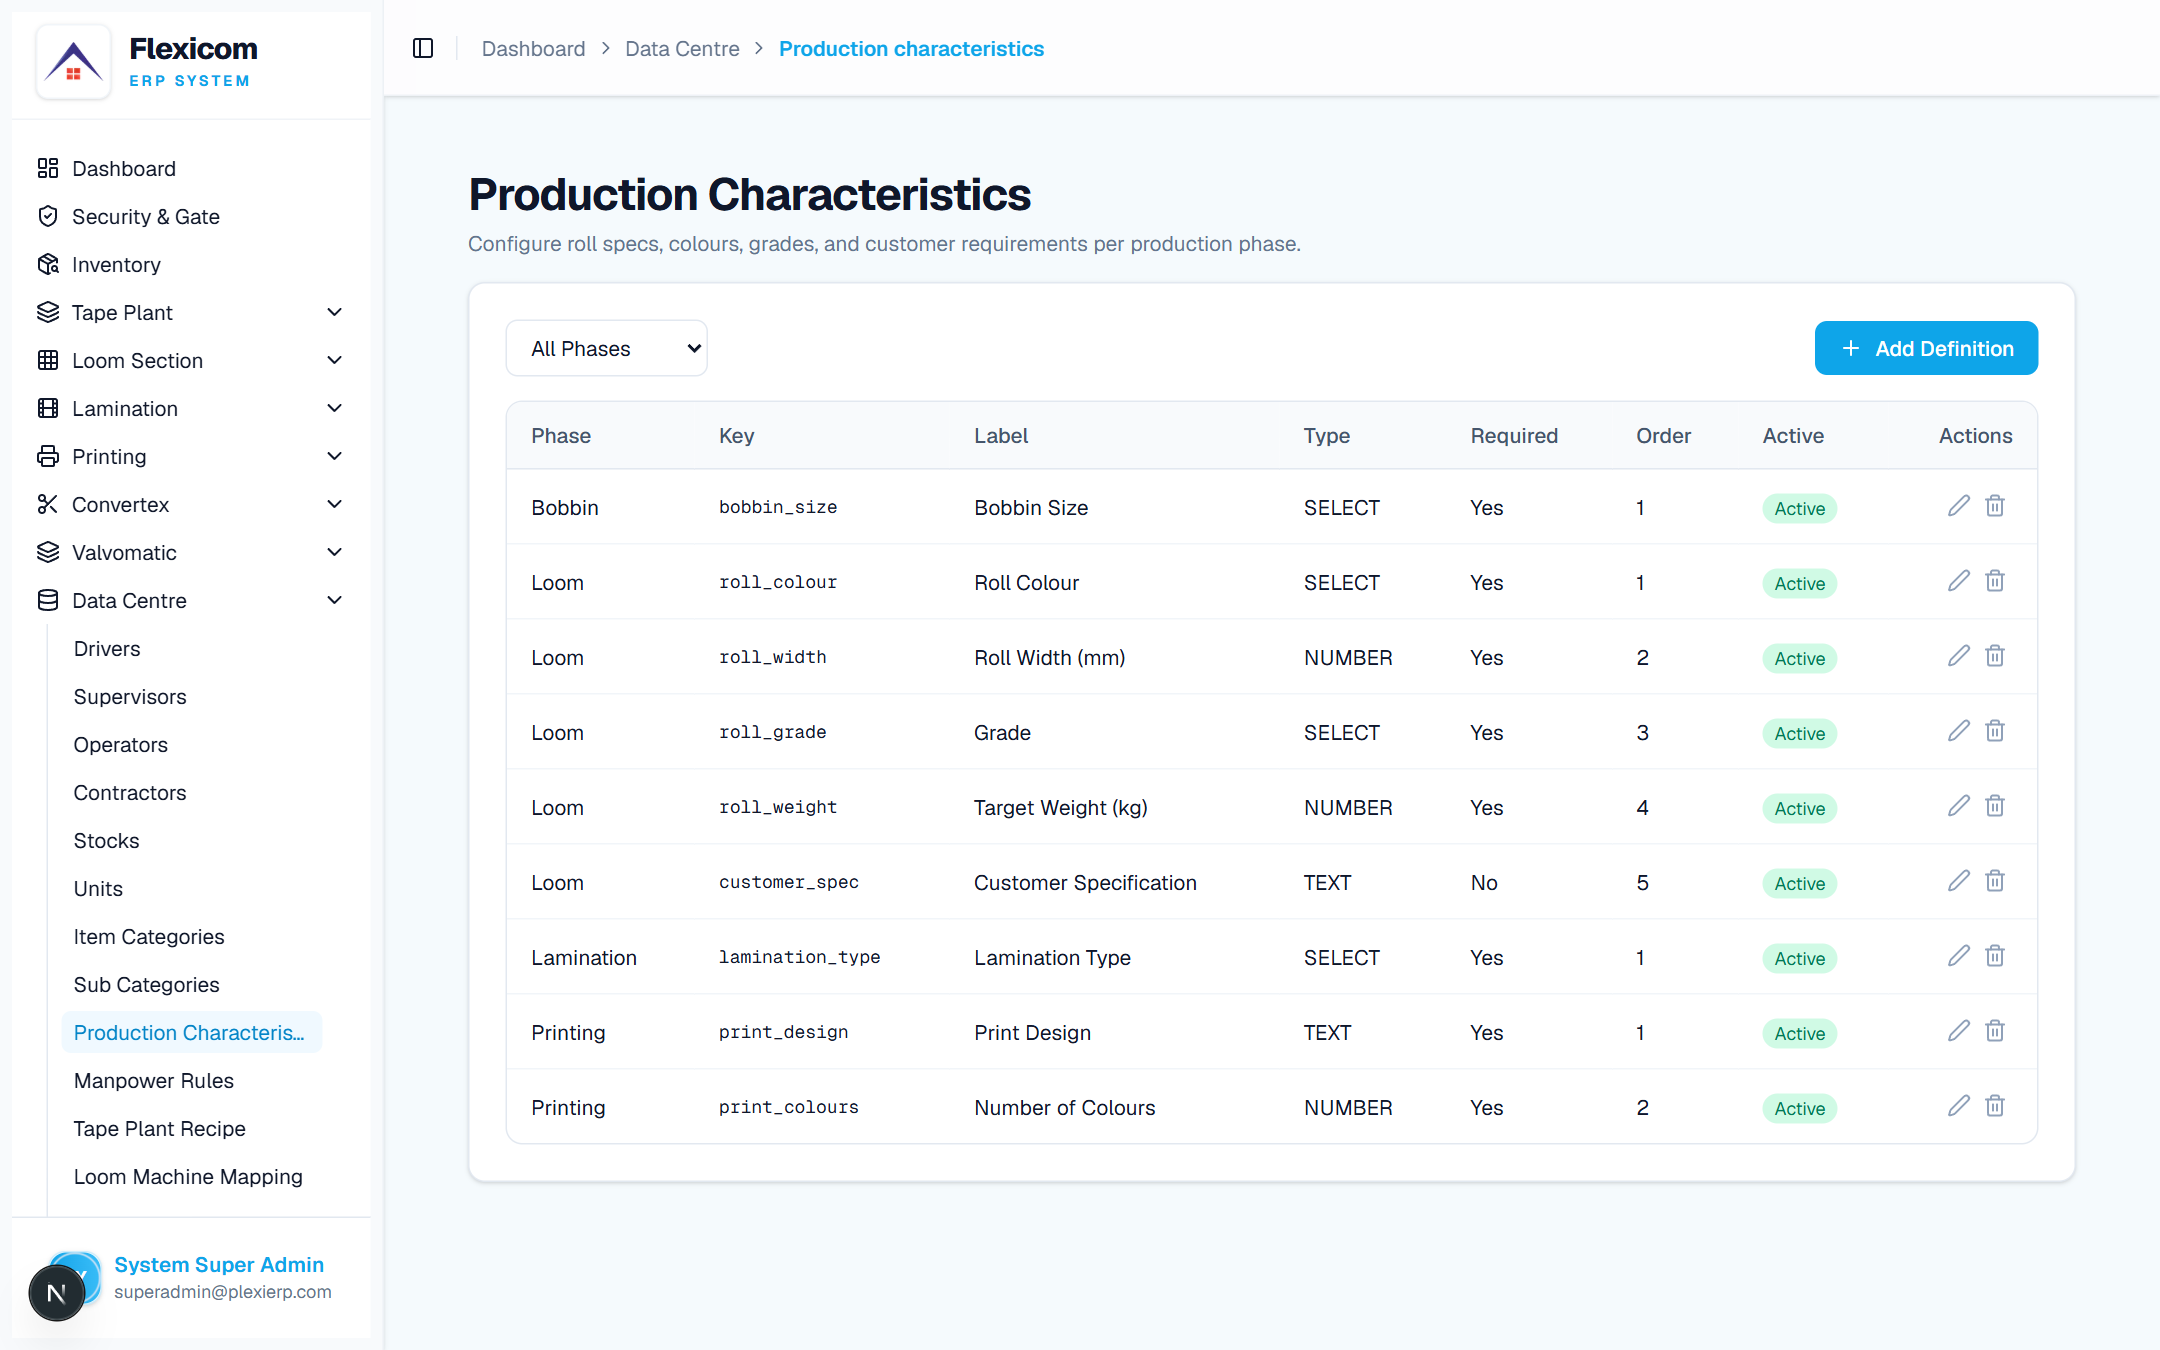 Flexicom
ERP SYSTEM
Dashboard
Security & Gate
Inventory
Tape Plant
Loom Section
Lamination
Printing
Convertex
Valvomatic
Data Centre
Drivers
Supervisors
Operators
Contractors
Stocks
Units
Item Categories
Sub Categories
Production Characteris...
Manpower Rules
Tape Plant Recipe
Loom Machine Mapping
N
System Super Admin
superadmin@plexierp.com
Dashboard > Data Centre > Production characteristics
Production Characteristics
Configure roll specs, colours, grades, and customer requirements per production phase.
All Phases
+ Add Definition
Phase Key Label Type Required Order Active Actions
Bobbin bobbin_size Bobbin Size SELECT Yes 1 Active
Loom roll_colour Roll Colour SELECT Yes 1 Active
Loom roll_width Roll Width (mm) NUMBER Yes 2 Active
Loom roll_grade Grade SELECT Yes 3 Active
Loom roll_weight Target Weight (kg) NUMBER Yes 4 Active
Loom customer_spec Customer Specification TEXT No 5 Active
Lamination lamination_type Lamination Type SELECT Yes 1 Active
Printing print_design Print Design TEXT Yes 1 Active
Printing print_colours Number of Colours NUMBER Yes 2 Active